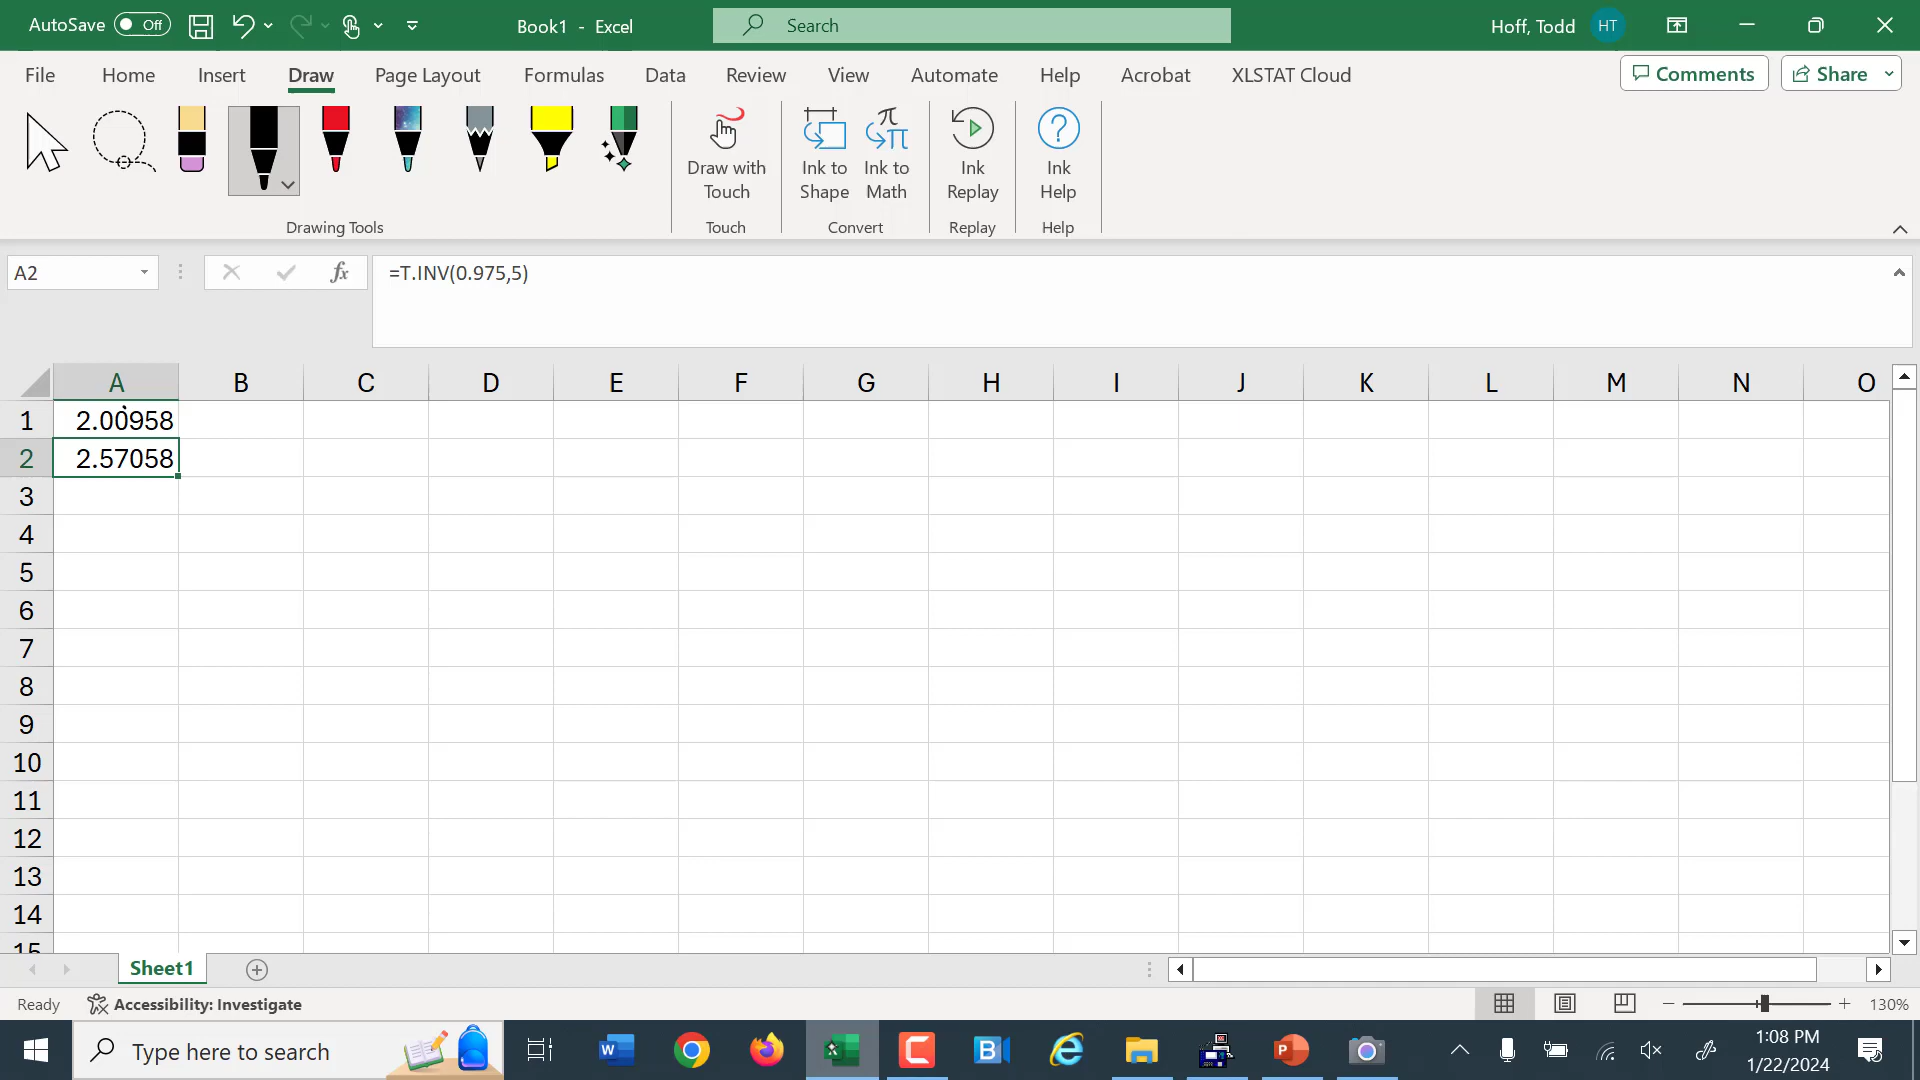 AutoSave Off Book1 - Excel Search Hoff, Todd HT
File Home Insert Draw Page Layout Formulas Data Review View Automate Help Acrobat XLSTAT Cloud Comments Share
Draw with Touch
Ink to Shape
Ink to Math
Ink Replay
Ink Help
Drawing Tools Touch Convert Replay Help
A2 fx =T.INV(0.975,5)
A B C D E F G H I J K L M N O
1 2.00958
2 2.57058
3
4
5
6
7
8
9
10
11
12
13
14
15
Sheet1
Ready Accessibility: Investigate 130%
Type here to search 1:08 PM
1/22/2024